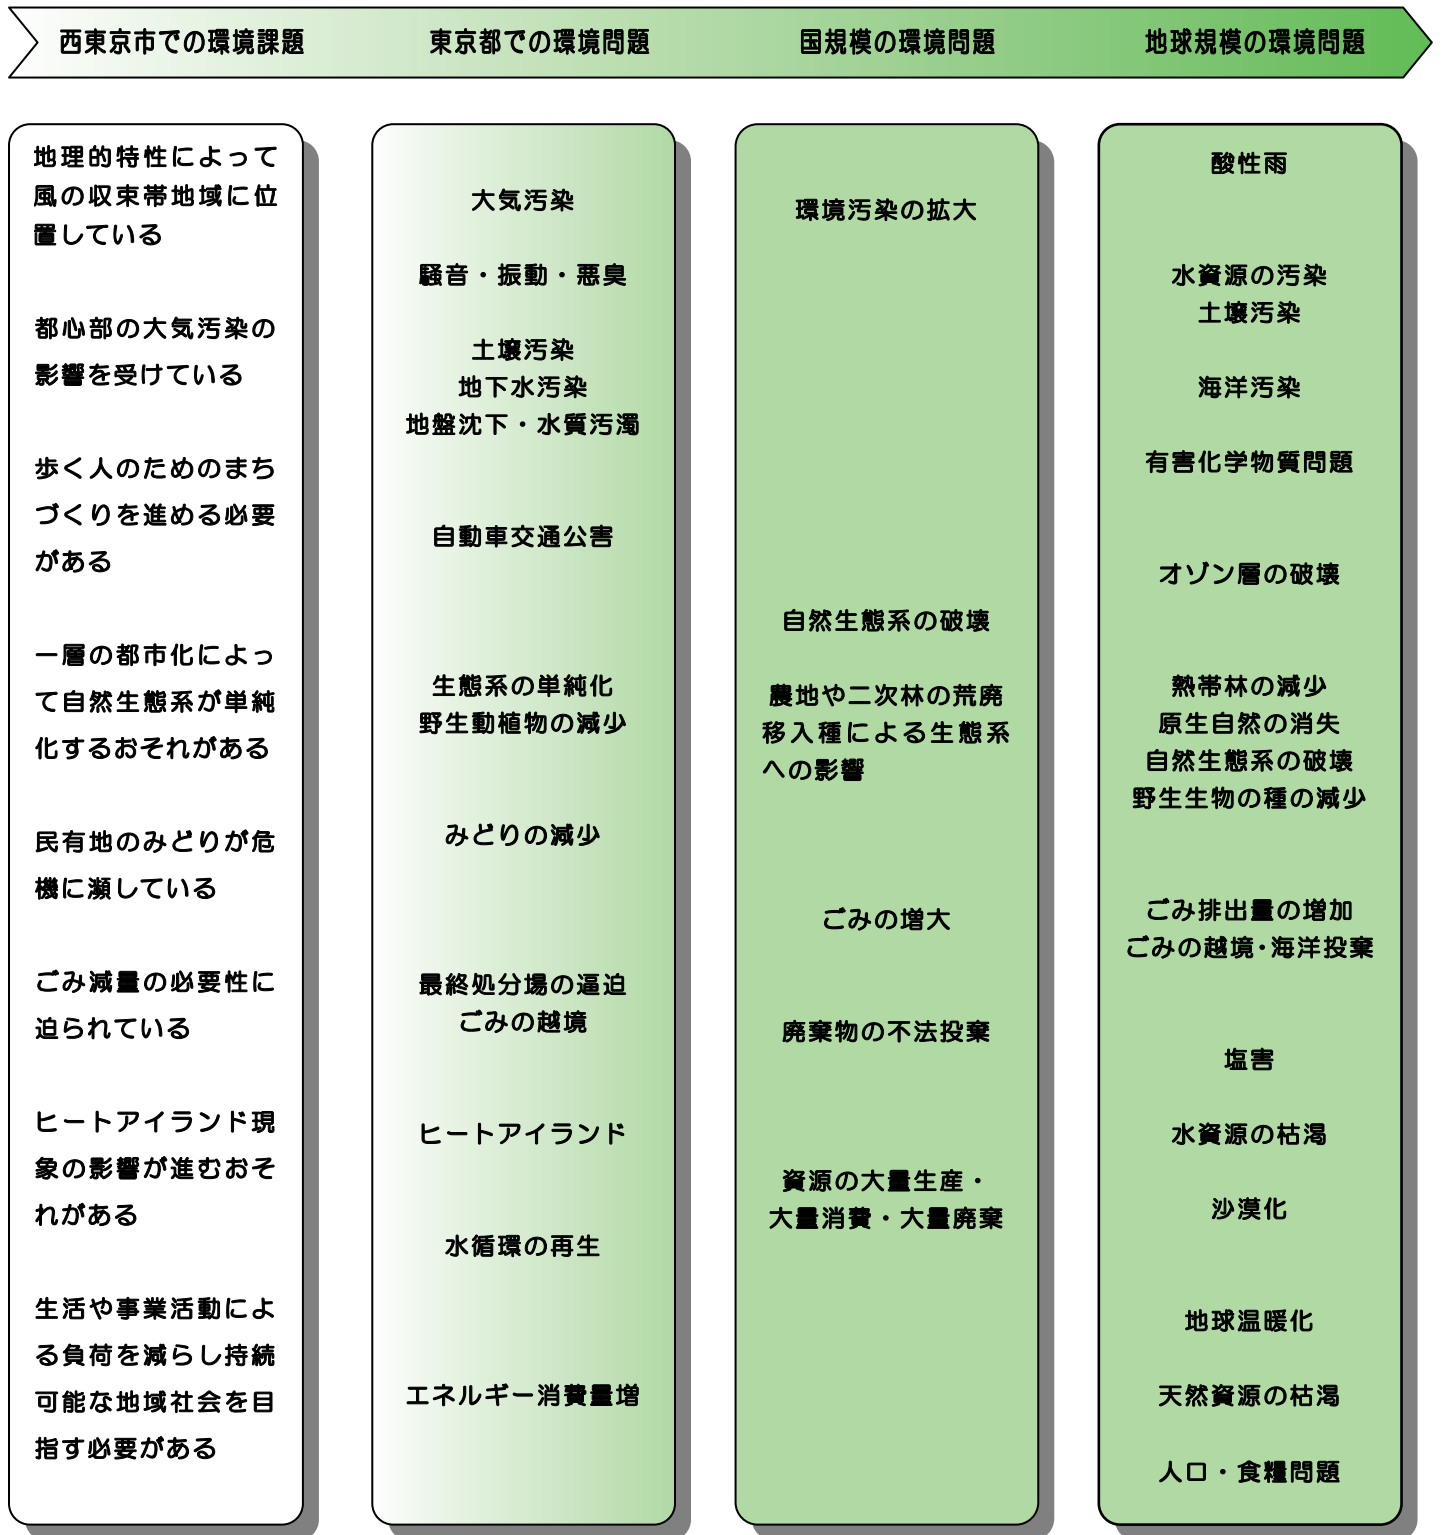 西東京市での環境課題
東京都での環境問題
国規模の環境問題
地球規模の環境問題
地理的特性によって
風の収束帯地域に位
置している
都心部の大気汚染の
影響を受けている
歩く人のためのまち
づくりを進める必要
がある
一層の都市化によっ
て自然生態系が単純
化するおそれがある
民有地のみどりが危
機に瀕している
ごみ減量の必要性に
迫られている
ヒートアイランド現
象の影響が進むおそ
れがある
生活や事業活動によ
る負荷を減らし持続
可能な地域社会を目
指す必要がある
大気汚染
騒音・振動・悪臭
土壌汚染
地下水汚染
地盤沈下・水質汚濁
自動車交通公害
生態系の単純化
野生動植物の減少
みどりの減少
最終処分場の逼迫
ごみの越境
ヒートアイランド
水循環の再生
エネルギー消費量増
環境汚染の拡大
自然生態系の破壊
農地や二次林の荒廃
移入種による生態系
への影響
ごみの増大
廃棄物の不法投棄
資源の大量生産・
大量消費・大量廃棄
酸性雨
水資源の汚染
土壌汚染
海洋汚染
有害化学物質問題
オゾン層の破壊
熱帯林の減少
原生自然の消失
自然生態系の破壊
野生生物の種の減少
ごみ排出量の増加
ごみの越境・海洋投棄
塩害
水資源の枯渇
沙漠化
地球温暖化
天然資源の枯渇
人口・食糧問題